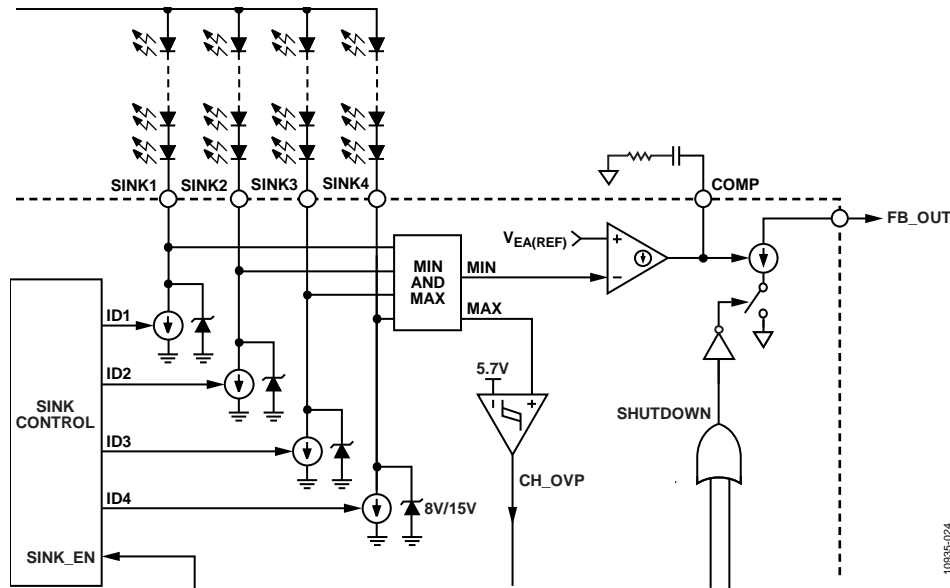 SINK1
SINK2
SINK3
SINK4
COMP
FB_OUT
VEA(REF)
+
−
MIN
AND
MAX
MIN
MAX
ID1
5.7V
− +
ID2
SINK
CONTROL
SHUTDOWN
ID3
CH_OVP
ID4
8V/15V
SINK_EN
10935-024